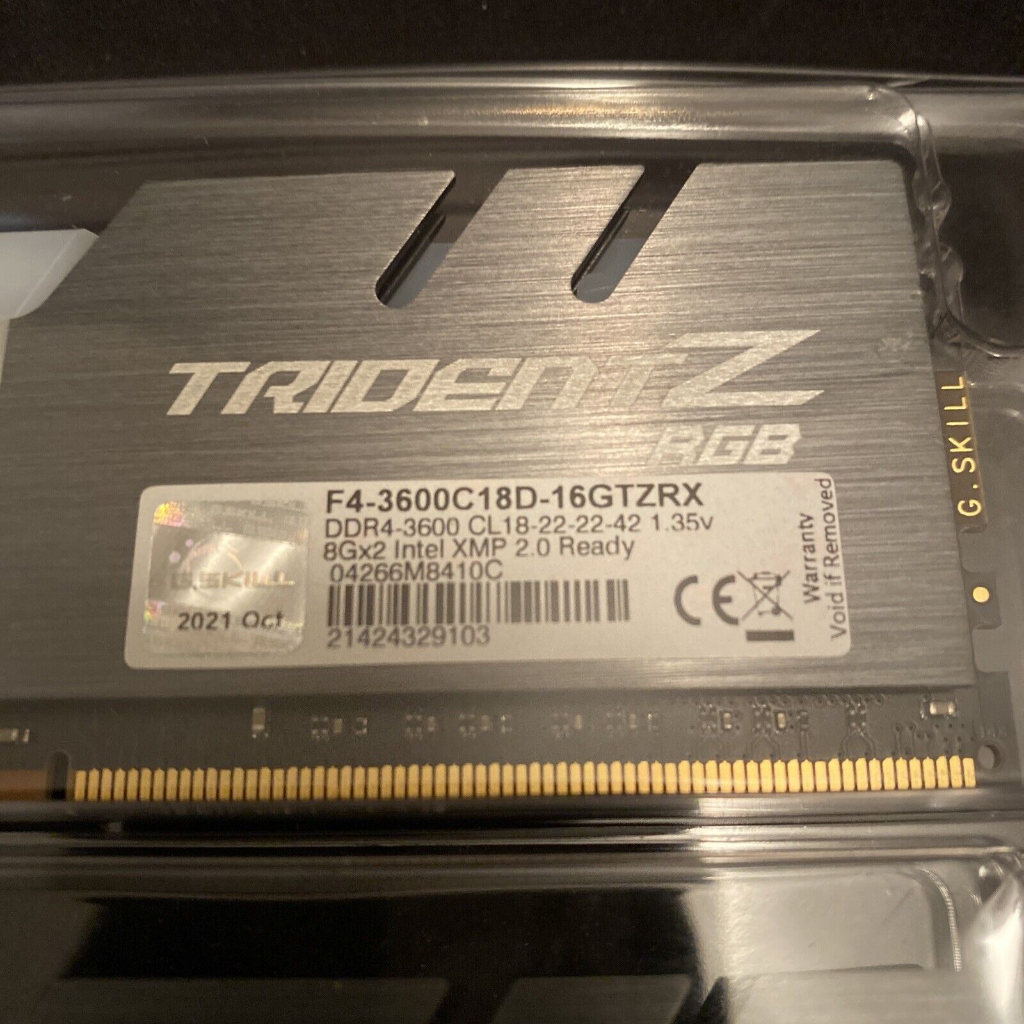 TRIDENT Z
RGB
F4-3600C18D-16GTZRX
DDR4-3600 CL18-22-22-42 1.35v
8Gx2 Intel XMP 2.0 Ready
04266M8410C
21424329103
G.SKILL
2021 Oct
CE
Warranty
Void if Removed
G.SKILL